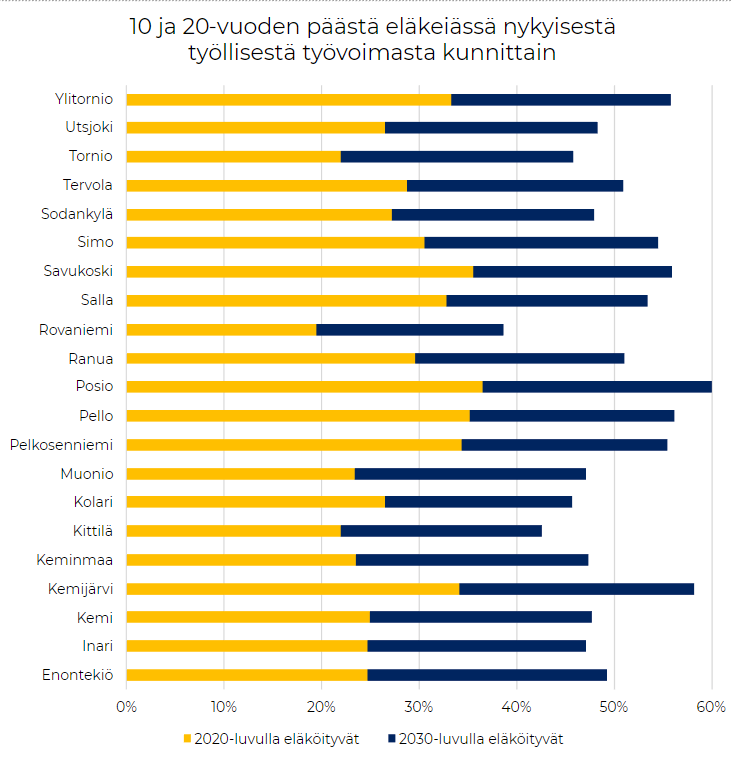 10 ja 20-vuoden päästä eläkeiässä nykyisestä
työllisestä työvoimasta kunnittain
Ylitornio
Utsjoki
Tornio
Tervola
Sodankylä
Simo
Savukoski
Salla
Rovaniemi
Ranua
Posio
Pello
Pelkosenniemi
Muonio
Kolari
Kittilä
Keminmaa
Kemijärvi
Kemi
Inari
Enontekiö
0% 10% 20% 30% 40% 50% 60%
2020-luvulla eläköityvät 2030-luvulla eläköityvät